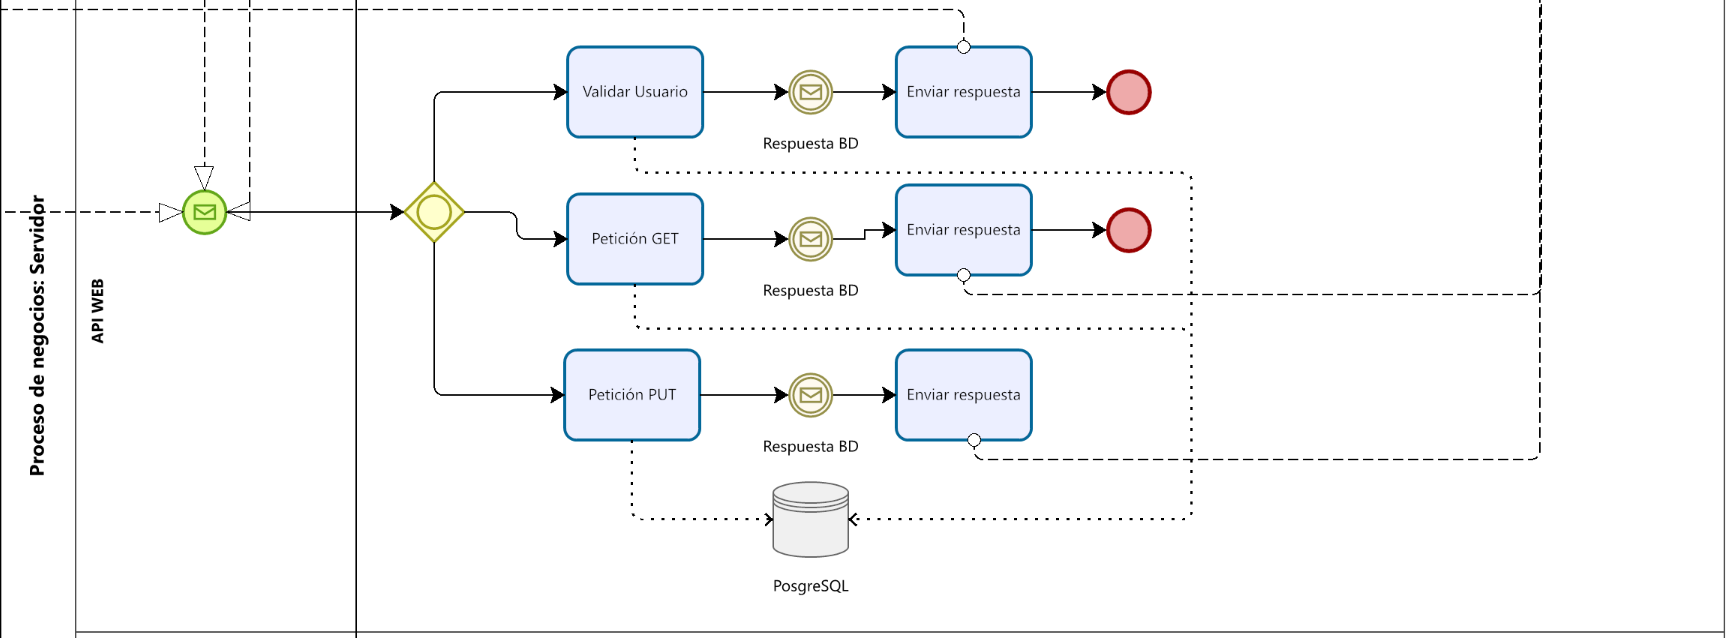 Proceso de negocios: Servidor
API WEB
Validar Usuario
Respuesta BD
Enviar respuesta
Petición GET
Respuesta BD
Enviar respuesta
Petición PUT
Respuesta BD
Enviar respuesta
PosgreSQL